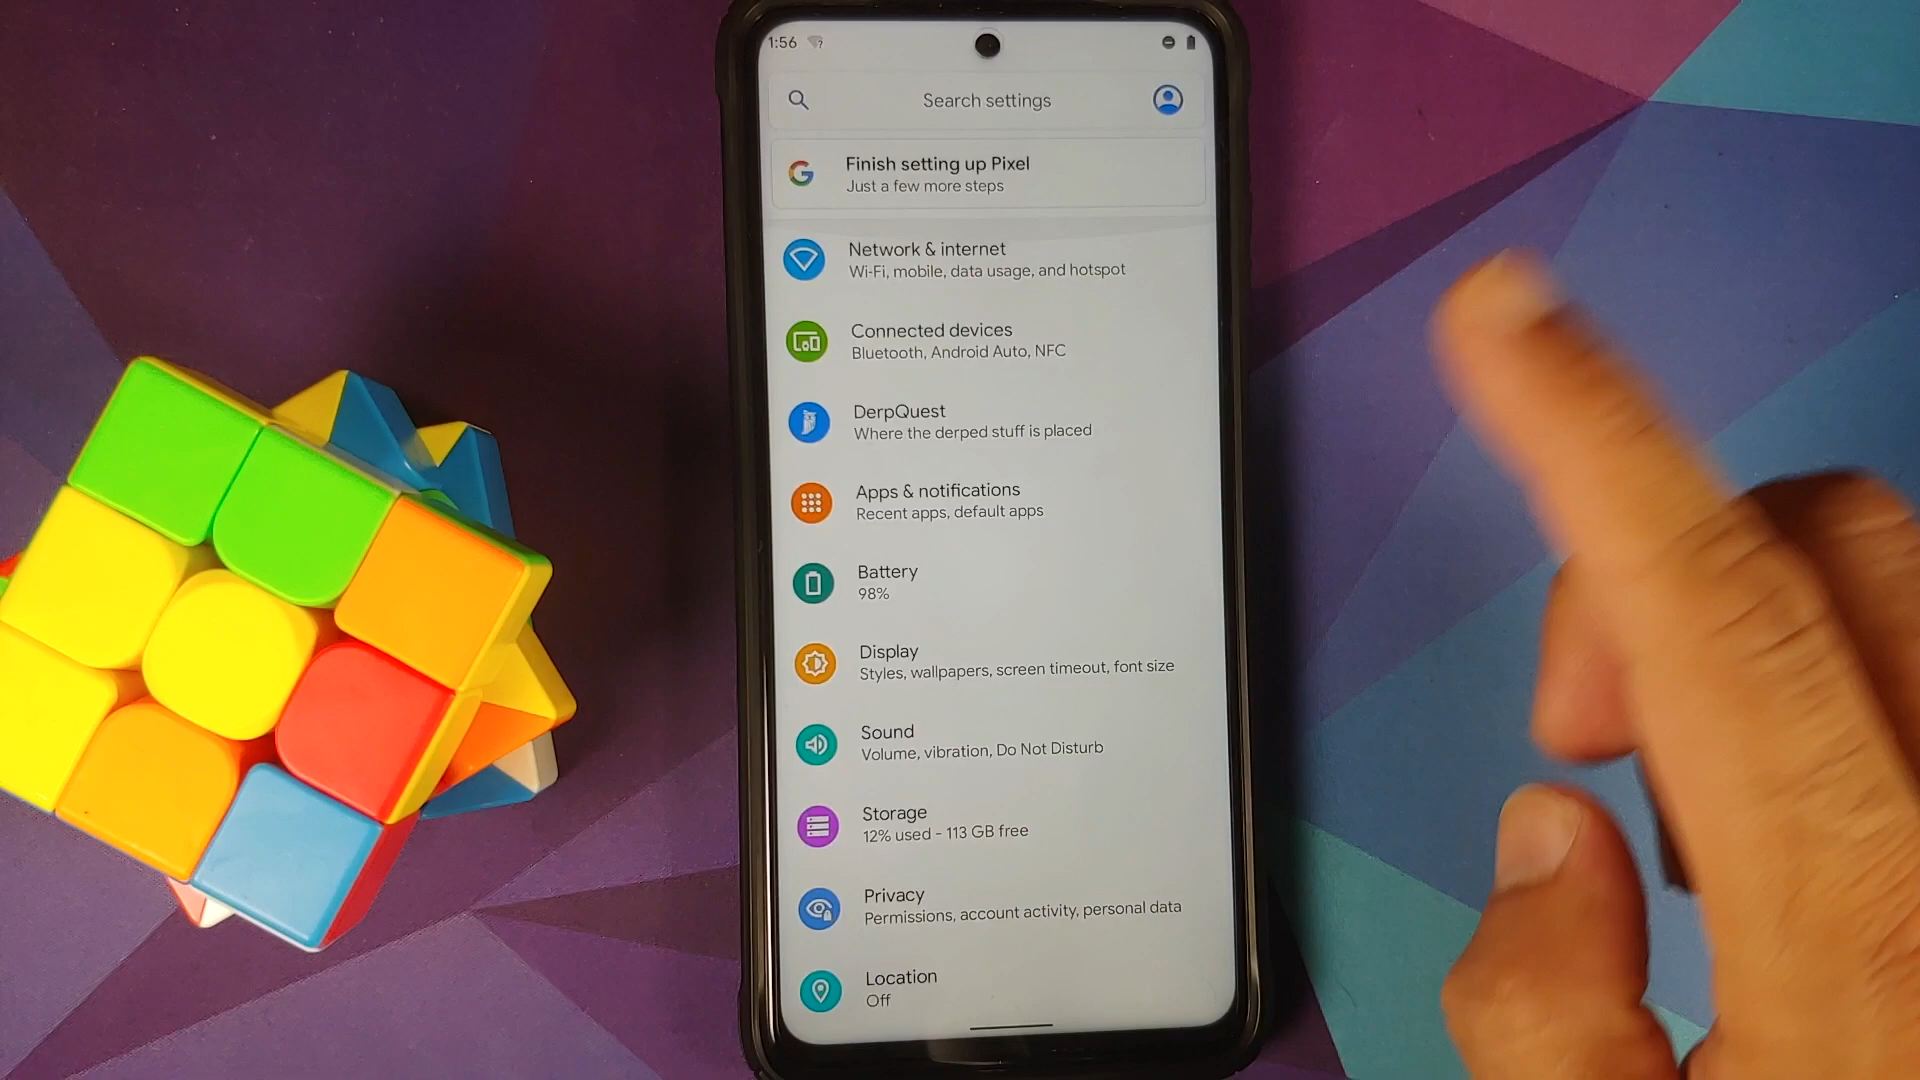 1:56
Search settings
Finish setting up Pixel
Just a few more steps
Network & internet
Wi-Fi, mobile, data usage, and hotspot
Connected devices
Bluetooth, Android Auto, NFC
DerpQuest
Where the derped stuff is placed
Apps & notifications
Recent apps, default apps
Battery
98%
Display
Styles, wallpapers, screen timeout, font size
Sound
Volume, vibration, Do Not Disturb
Storage
12% used - 113 GB free
Privacy
Permissions, account activity, personal data
Location
Off